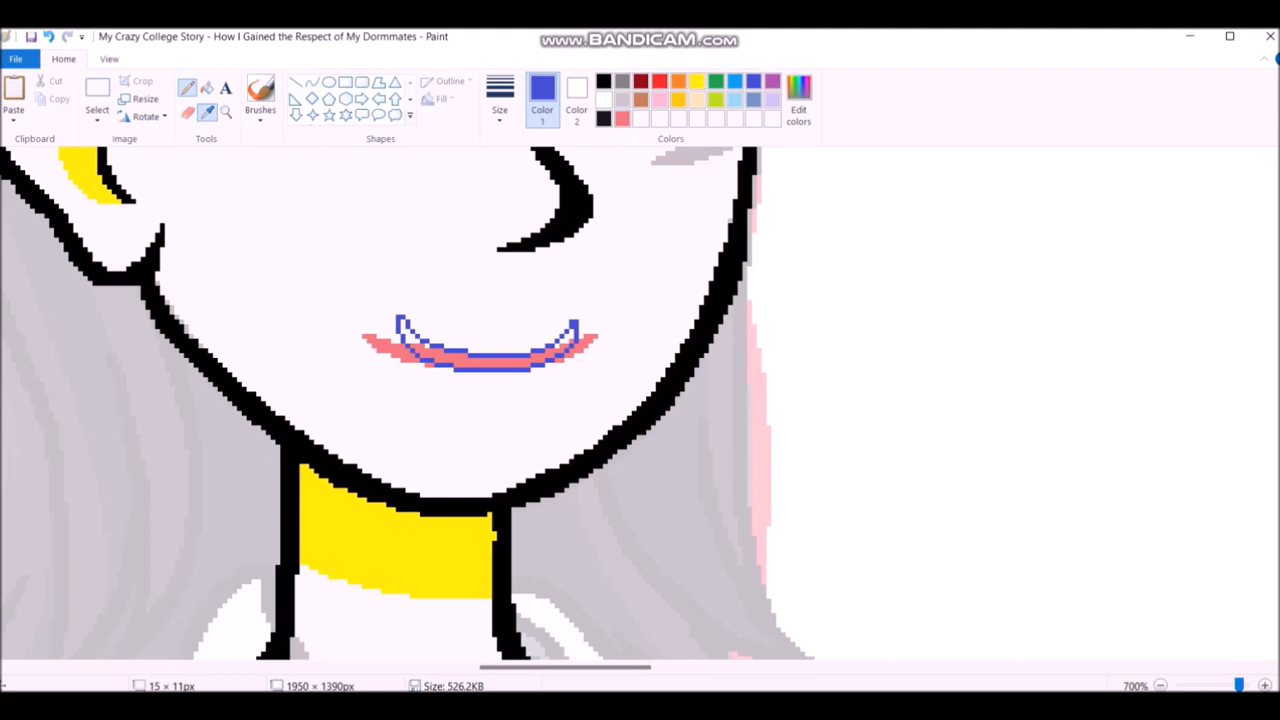 My Crazy College Story - How I Gained the Respect of My Dormmates - Paint
www.BANDICAM.com
File
Home
View
Cut
Copy
Paste
Clipboard
Select
Crop
Resize
Rotate
Image
A
Tools
Brushes
Outline
Fill
Shapes
Size
Color
1
Color
2
Edit
colors
Colors
15 × 11px
1950 × 1390px
Size: 526.2KB
700%